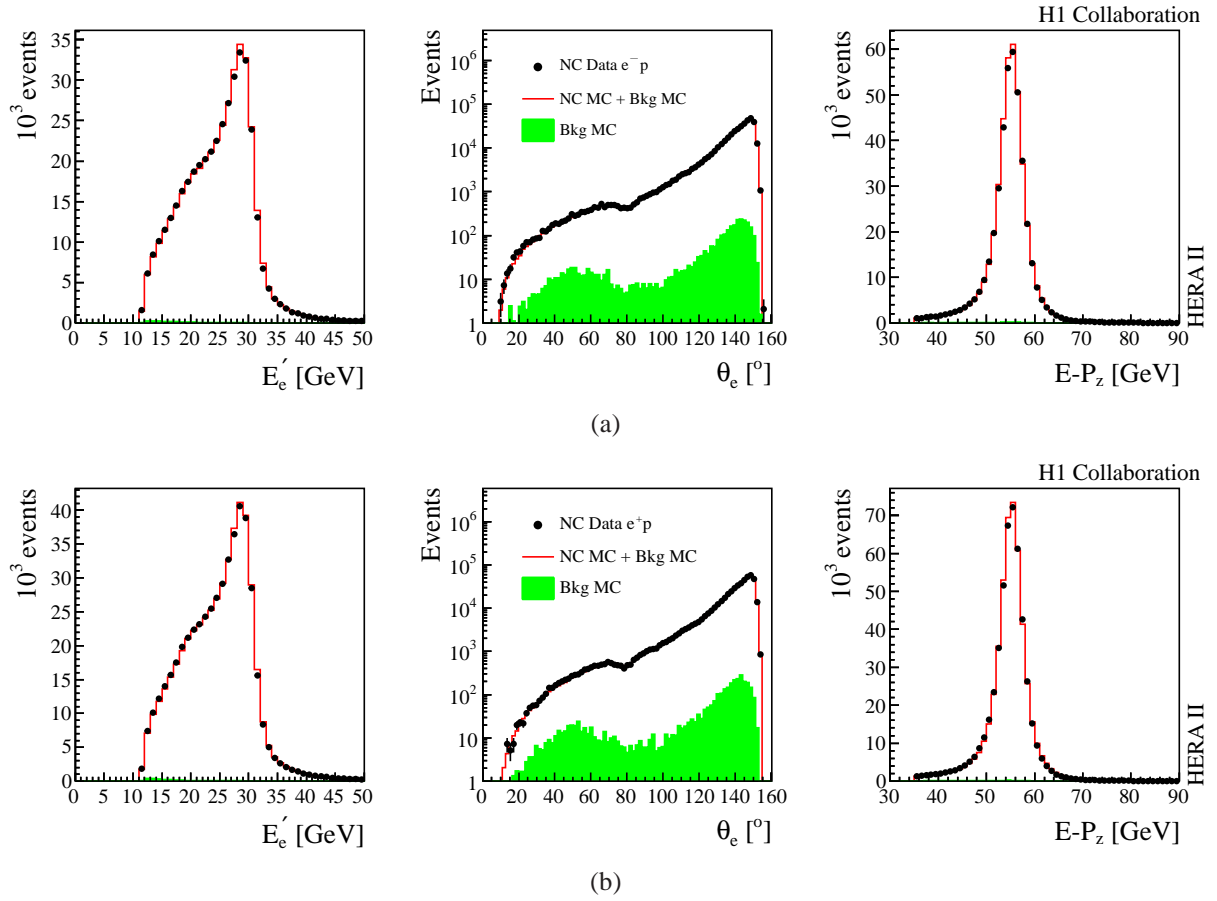 H1 Collaboration
10³ events
35
30
25
20
15
10
5
0
0 5 10 15 20 25 30 35 40 45 50
E′e [GeV]
Events
10⁶
10⁵
10⁴
10³
10²
10
1
NC Data e⁻p
NC MC + Bkg MC
Bkg MC
0 20 40 60 80 100 120 140 160
θe [°]
10³ events
60
50
40
30
20
10
0
30 40 50 60 70 80 90
E-Pz [GeV]
HERA II
(a)
H1 Collaboration
10³ events
40
35
30
25
20
15
10
5
0
0 5 10 15 20 25 30 35 40 45 50
E′e [GeV]
Events
10⁶
10⁵
10⁴
10³
10²
10
1
NC Data e⁺p
NC MC + Bkg MC
Bkg MC
0 20 40 60 80 100 120 140 160
θe [°]
10³ events
70
60
50
40
30
20
10
0
30 40 50 60 70 80 90
E-Pz [GeV]
HERA II
(b)